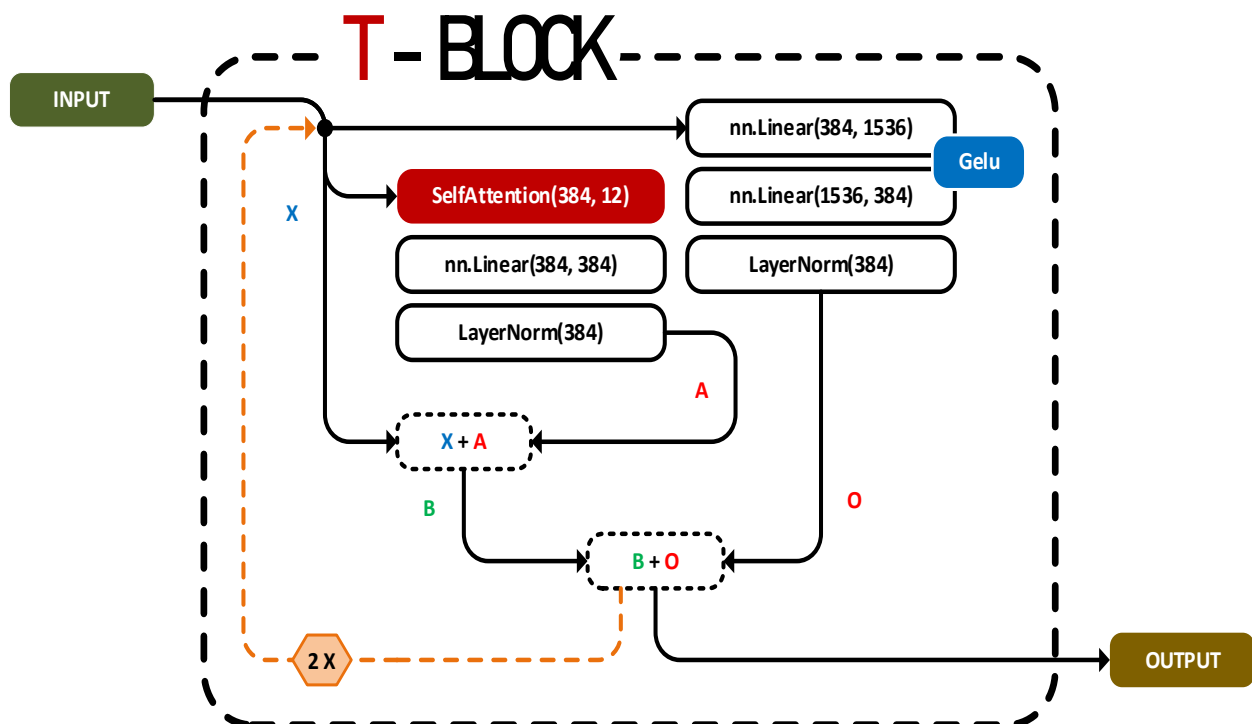 T - BLOCK
INPUT
nn.Linear(384, 1536)
Gelu
SelfAttention(384, 12)
nn.Linear(1536, 384)
X
nn.Linear(384, 384)
LayerNorm(384)
LayerNorm(384)
A
X + A
B
O
B + O
2 X
OUTPUT